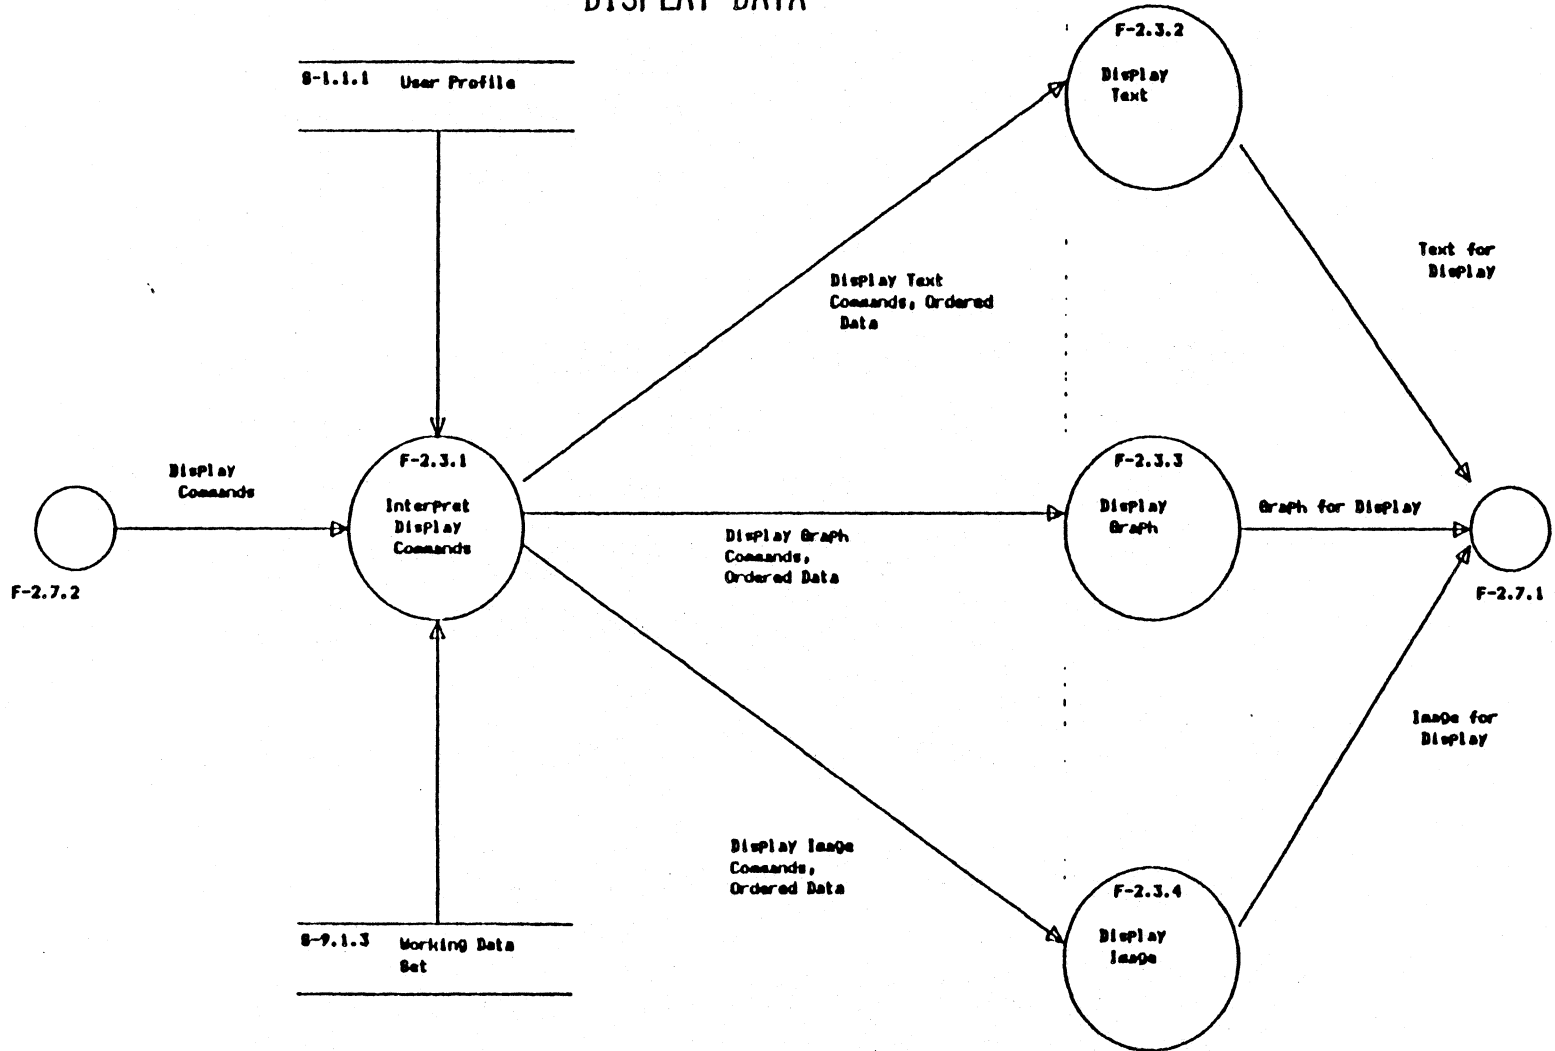 DISPLAY DATA
F-2.3.2
Display
Text
S-1.1.1 User Profile
Text for
Display
Display Text
Commands, Ordered
Data
F-2.3.1
Interpret
Display
Commands
Display
Commands
F-2.7.2
F-2.3.3
Display
Graph
Graph for Display
F-2.7.1
Display Graph
Commands,
Ordered Data
Image for
Display
Display Image
Commands,
Ordered Data
F-2.3.4
Display
Image
S-9.1.3 Working Data
Set